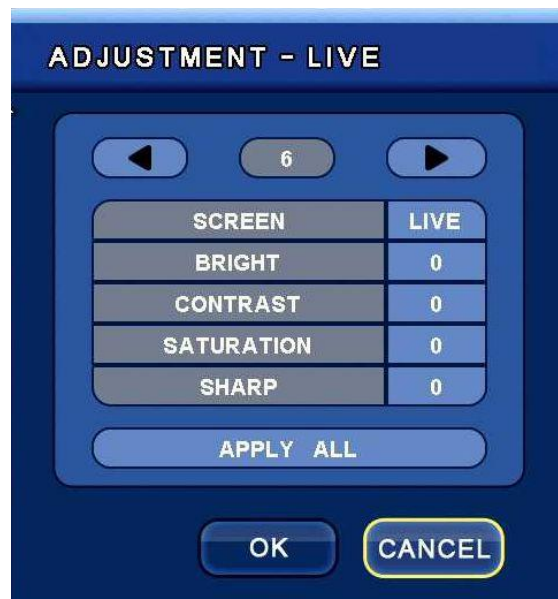 ADJUSTMENT - LIVE
6
SCREEN LIVE
BRIGHT 0
CONTRAST 0
SATURATION 0
SHARP 0
APPLY ALL
OK CANCEL